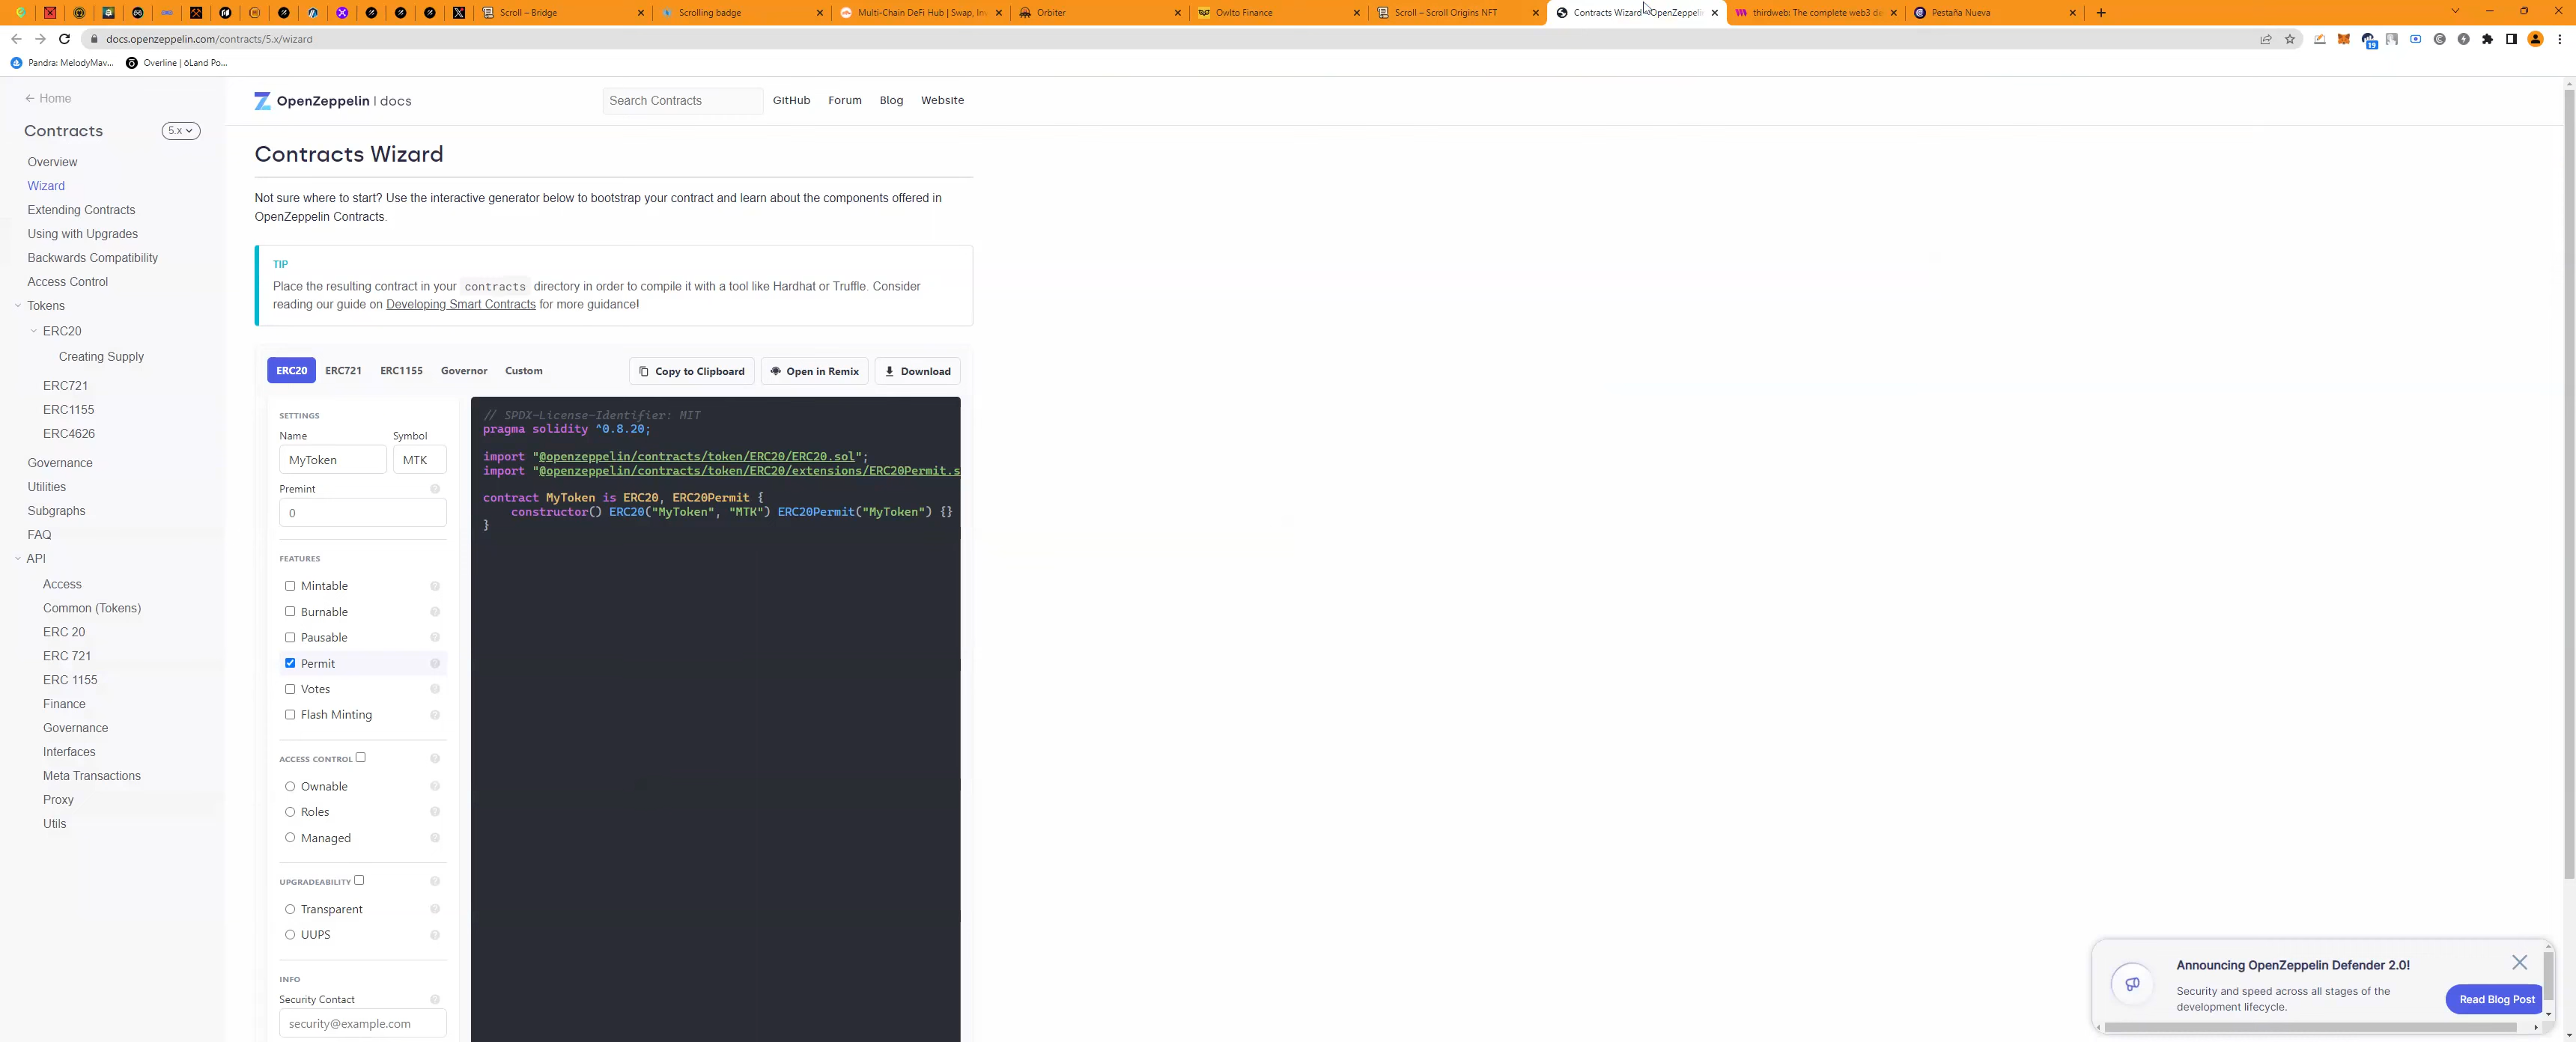 Scroll – Bridge
Scrolling badge
Multi-Chain DeFi Hub | Swap, In
Orbiter
Owlto Finance
Scroll – Scroll Origins NFT
Contracts Wizard - OpenZeppelin
thirdweb: The complete web3 de
Pestaña Nueva
docs.openzeppelin.com/contracts/5.x/wizard
19
Pandra: MelodyMav...
Overline | ōLand Po...
← Home
Contracts
5.x
Overview
Wizard
Extending Contracts
Using with Upgrades
Backwards Compatibility
Access Control
Tokens
ERC20
Creating Supply
ERC721
ERC1155
ERC4626
Governance
Utilities
Subgraphs
FAQ
API
Access
Common (Tokens)
ERC 20
ERC 721
ERC 1155
Finance
Governance
Interfaces
Meta Transactions
Proxy
Utils
OpenZeppelin | docs
Search Contracts
GitHub
Forum
Blog
Website
Contracts Wizard
Not sure where to start? Use the interactive generator below to bootstrap your contract and learn about the components offered in
OpenZeppelin Contracts.
TIP
Place the resulting contract in your contracts directory in order to compile it with a tool like Hardhat or Truffle. Consider
reading our guide on Developing Smart Contracts for more guidance!
ERC20
ERC721
ERC1155
Governor
Custom
Copy to Clipboard
Open in Remix
Download
SETTINGS
Name
Symbol
MyToken
MTK
Premint
0
FEATURES
Mintable
Burnable
Pausable
Permit
Votes
Flash Minting
ACCESS CONTROL
Ownable
Roles
Managed
UPGRADEABILITY
Transparent
UUPS
INFO
Security Contact
security@example.com
// SPDX-License-Identifier: MIT
pragma solidity ^0.8.20;
import "@openzeppelin/contracts/token/ERC20/ERC20.sol";
import "@openzeppelin/contracts/token/ERC20/extensions/ERC20Permit.s
contract MyToken is ERC20, ERC20Permit {
constructor() ERC20("MyToken", "MTK") ERC20Permit("MyToken") {}
}
Announcing OpenZeppelin Defender 2.0!
Security and speed across all stages of the
development lifecycle.
Read Blog Post